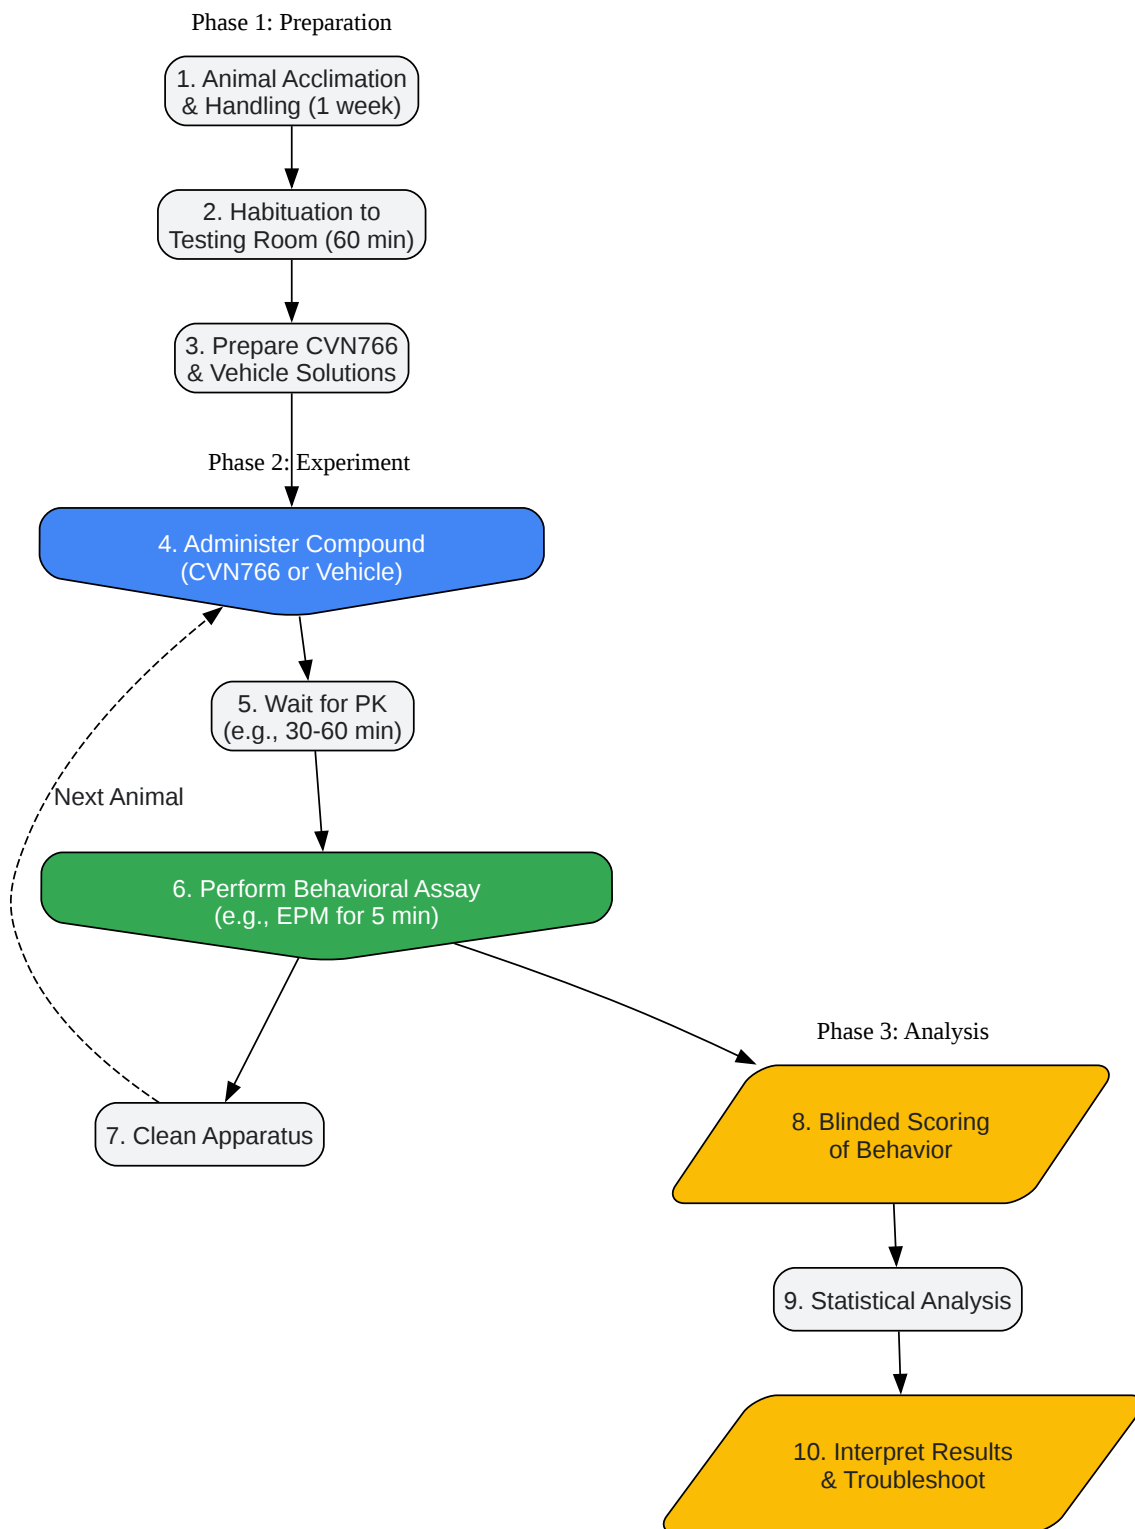 Phase 1: Preparation
1. Animal Acclimation
& Handling (1 week)
2. Habituation to
Testing Room (60 min)
3. Prepare CVN766
& Vehicle Solutions
Phase 2: Experiment
4. Administer Compound
(CVN766 or Vehicle)
5. Wait for PK
(e.g., 30-60 min)
Next Animal
6. Perform Behavioral Assay
(e.g., EPM for 5 min)
7. Clean Apparatus
Phase 3: Analysis
8. Blinded Scoring
of Behavior
9. Statistical Analysis
10. Interpret Results
& Troubleshoot